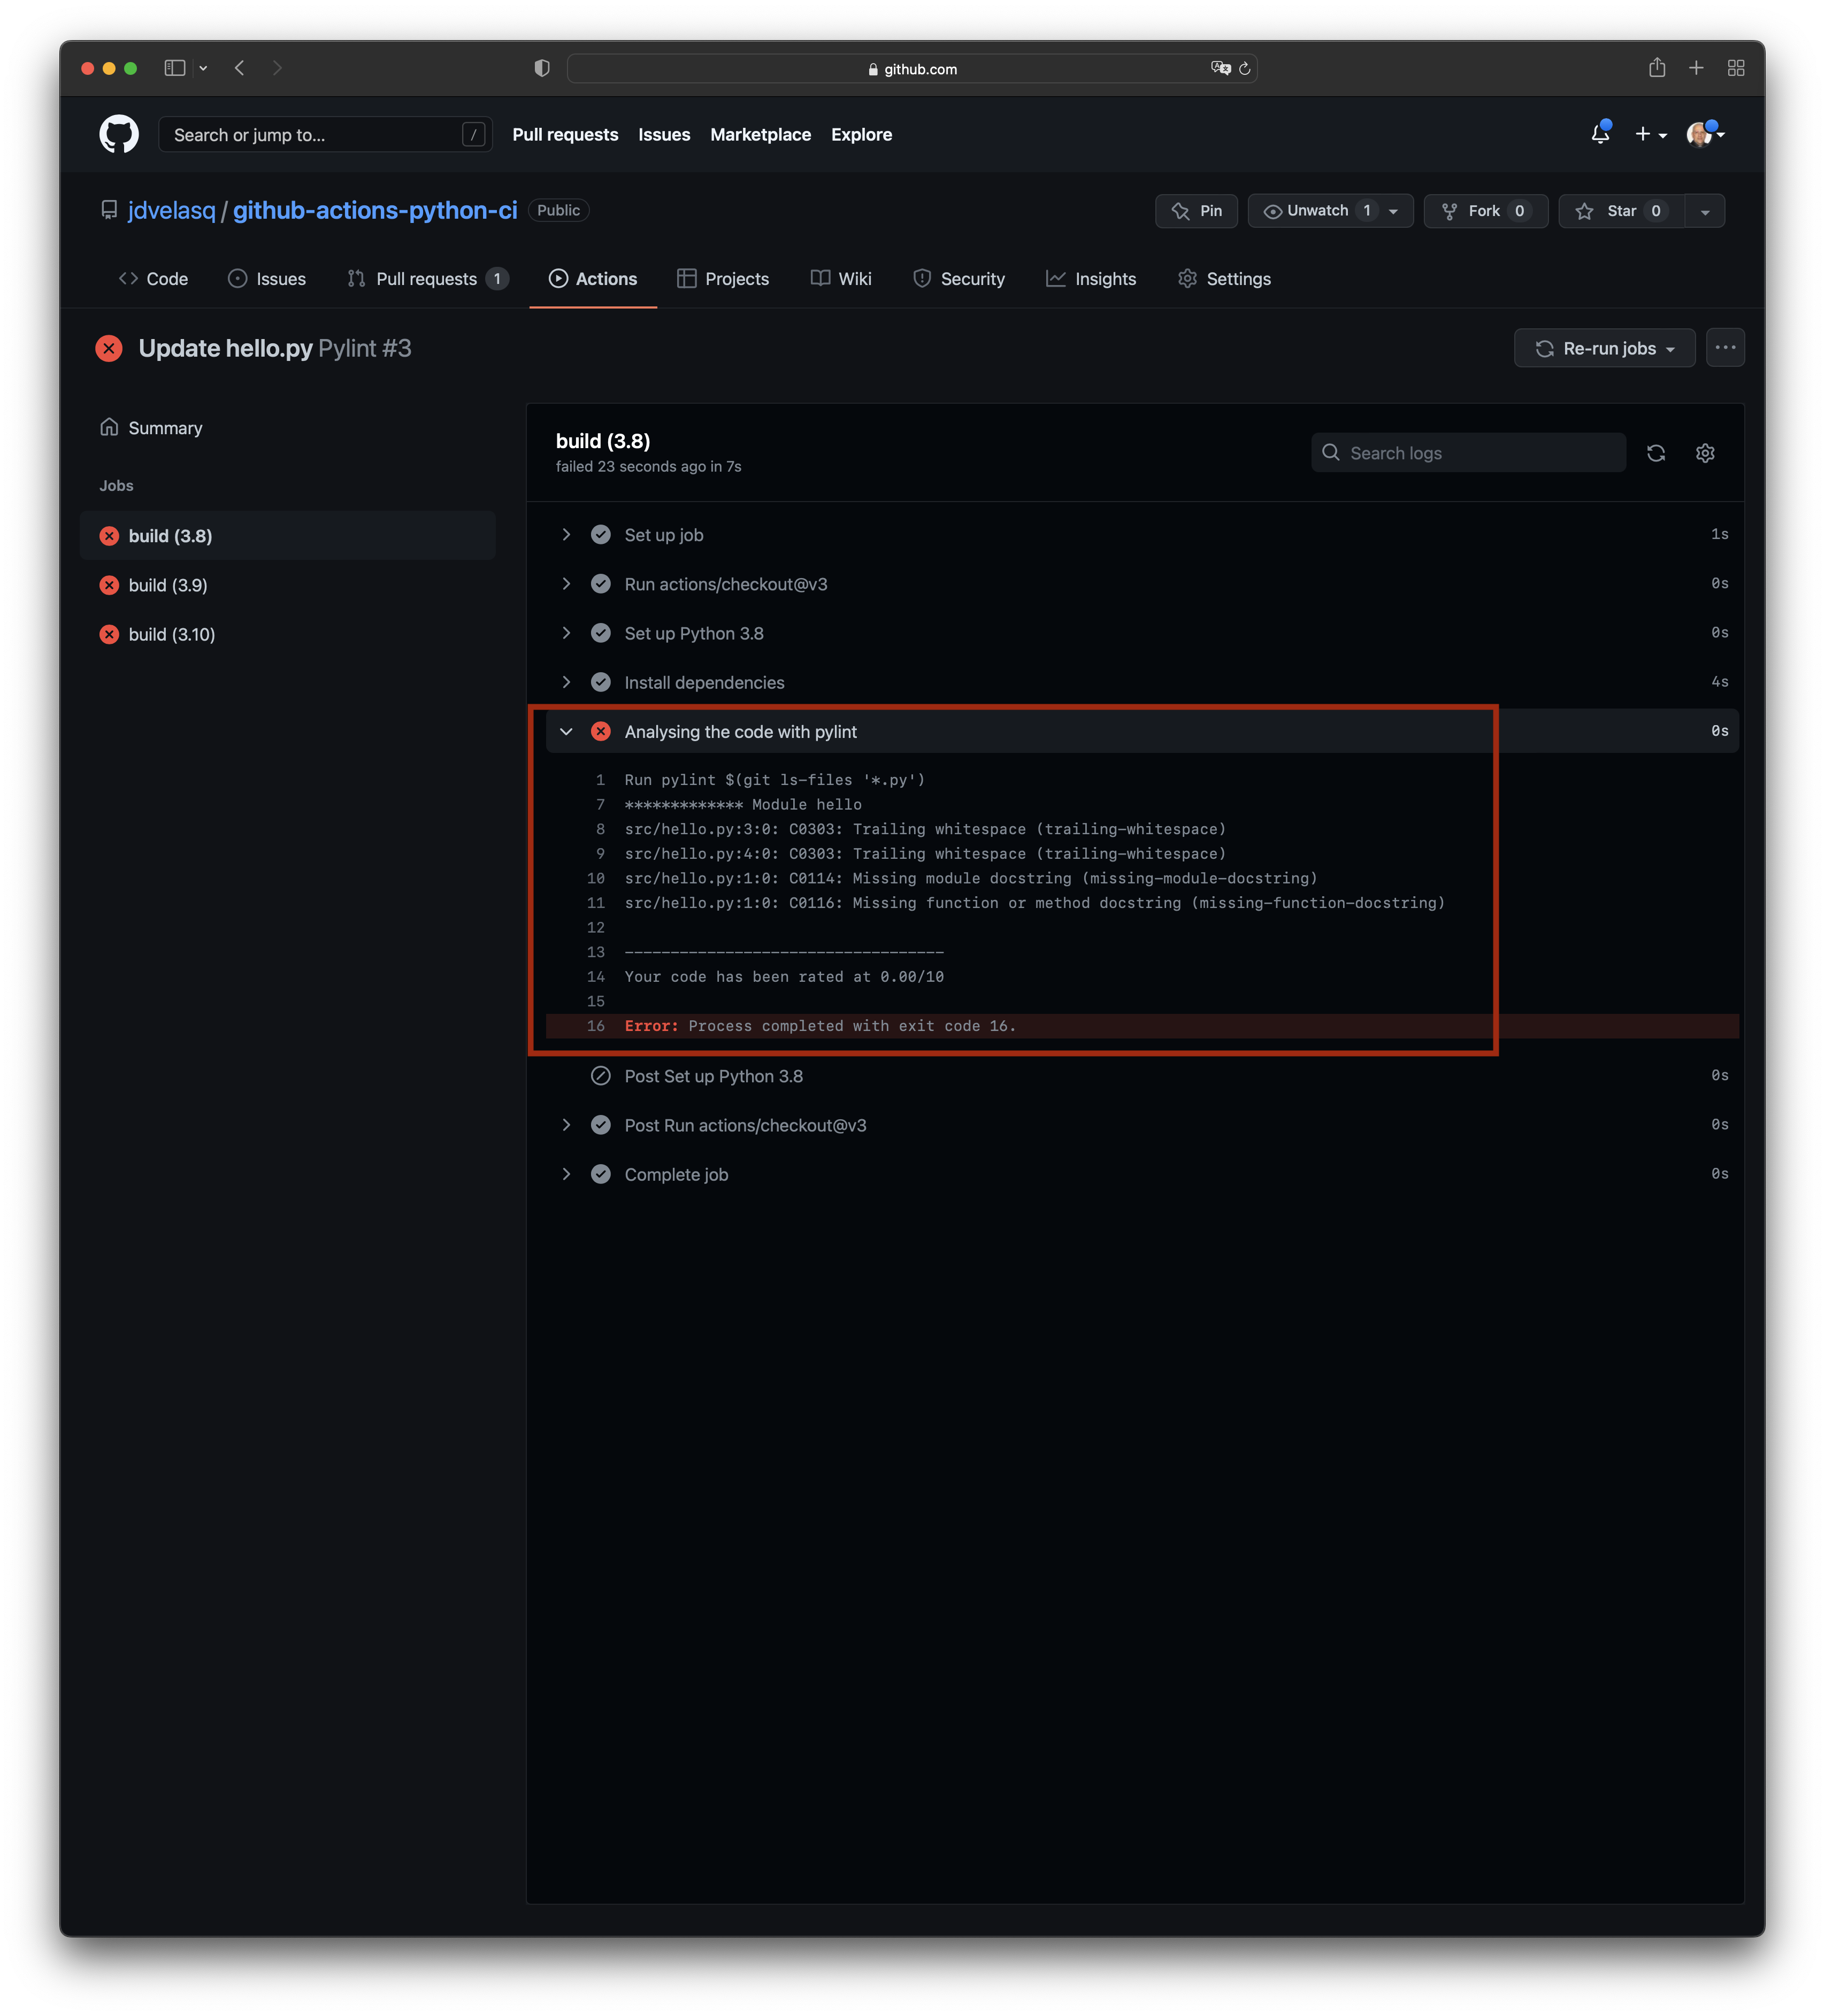 github.com
Search or jump to... /
Pull requests Issues Marketplace Explore
jdvelasq / github-actions-python-ci Public
Pin Unwatch 1 Fork 0 Star 0
Code Issues Pull requests 1 Actions Projects Wiki Security Insights Settings
Update hello.py Pylint #3
Re-run jobs
Summary
Jobs
build (3.8)
build (3.9)
build (3.10)
build (3.8)
failed 23 seconds ago in 7s
Search logs
Set up job 1s
Run actions/checkout@v3 0s
Set up Python 3.8 0s
Install dependencies 4s
Analysing the code with pylint 0s
1 Run pylint $(git ls-files '*.py')
7 ************* Module hello
8 src/hello.py:3:0: C0303: Trailing whitespace (trailing-whitespace)
9 src/hello.py:4:0: C0303: Trailing whitespace (trailing-whitespace)
10 src/hello.py:1:0: C0114: Missing module docstring (missing-module-docstring)
11 src/hello.py:1:0: C0116: Missing function or method docstring (missing-function-docstring)
12
13 -----------------------------------
14 Your code has been rated at 0.00/10
15
16 Error: Process completed with exit code 16.
Post Set up Python 3.8 0s
Post Run actions/checkout@v3 0s
Complete job 0s